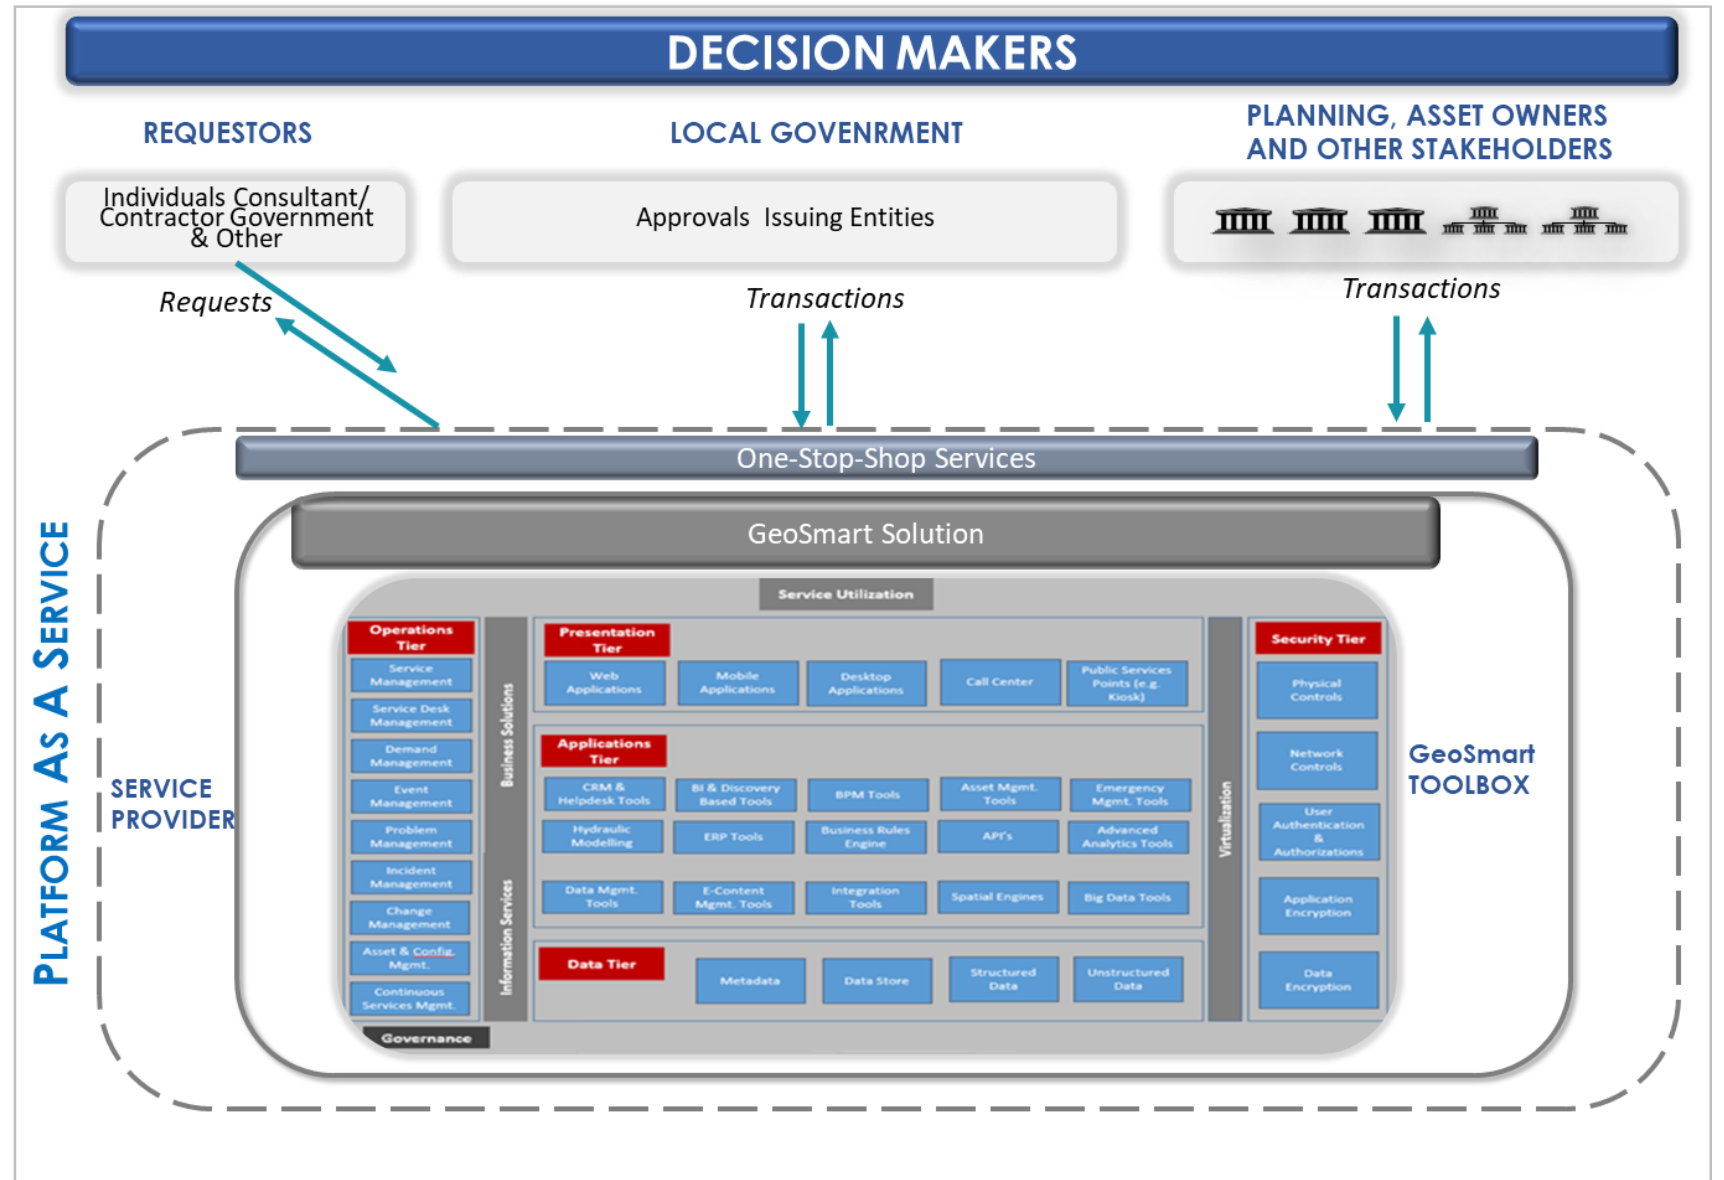 DECISION MAKERS
REQUESTORS
LOCAL GOVENRMENT
PLANNING, ASSET OWNERS
AND OTHER STAKEHOLDERS
Individuals Consultant/
Contractor Government
& Other
Approvals  Issuing Entities
Requests
Transactions
Transactions
One-Stop-Shop Services
GeoSmart Solution
PLATFORM AS A SERVICE
SERVICE
PROVIDER
GeoSmart
TOOLBOX
Service Utilization
Operations
Tier
Service
Management
Service Desk
Management
Demand
Management
Event
Management
Problem
Management
Incident
Management
Change
Management
Asset & Config.
Mgmt.
Continuous
Services Mgmt.
Governance
Business Solutions
Information Services
Presentation
Tier
Web
Applications
Mobile
Applications
Desktop
Applications
Call Center
Public Services
Points (e.g.
Kiosk)
Applications
Tier
CRM &
Helpdesk Tools
BI & Discovery
Based Tools
BPM Tools
Asset Mgmt.
Tools
Emergency
Mgmt. Tools
Hydraulic
Modelling
ERP Tools
Business Rules
Engine
API's
Advanced
Analytics Tools
Data Mgmt.
Tools
E-Content
Mgmt. Tools
Integration
Tools
Spatial Engines
Big Data Tools
Data Tier
Metadata
Data Store
Structured
Data
Unstructured
Data
Virtualization
Security Tier
Physical
Controls
Network
Controls
User
Authentication
&
Authorizations
Application
Encryption
Data
Encryption